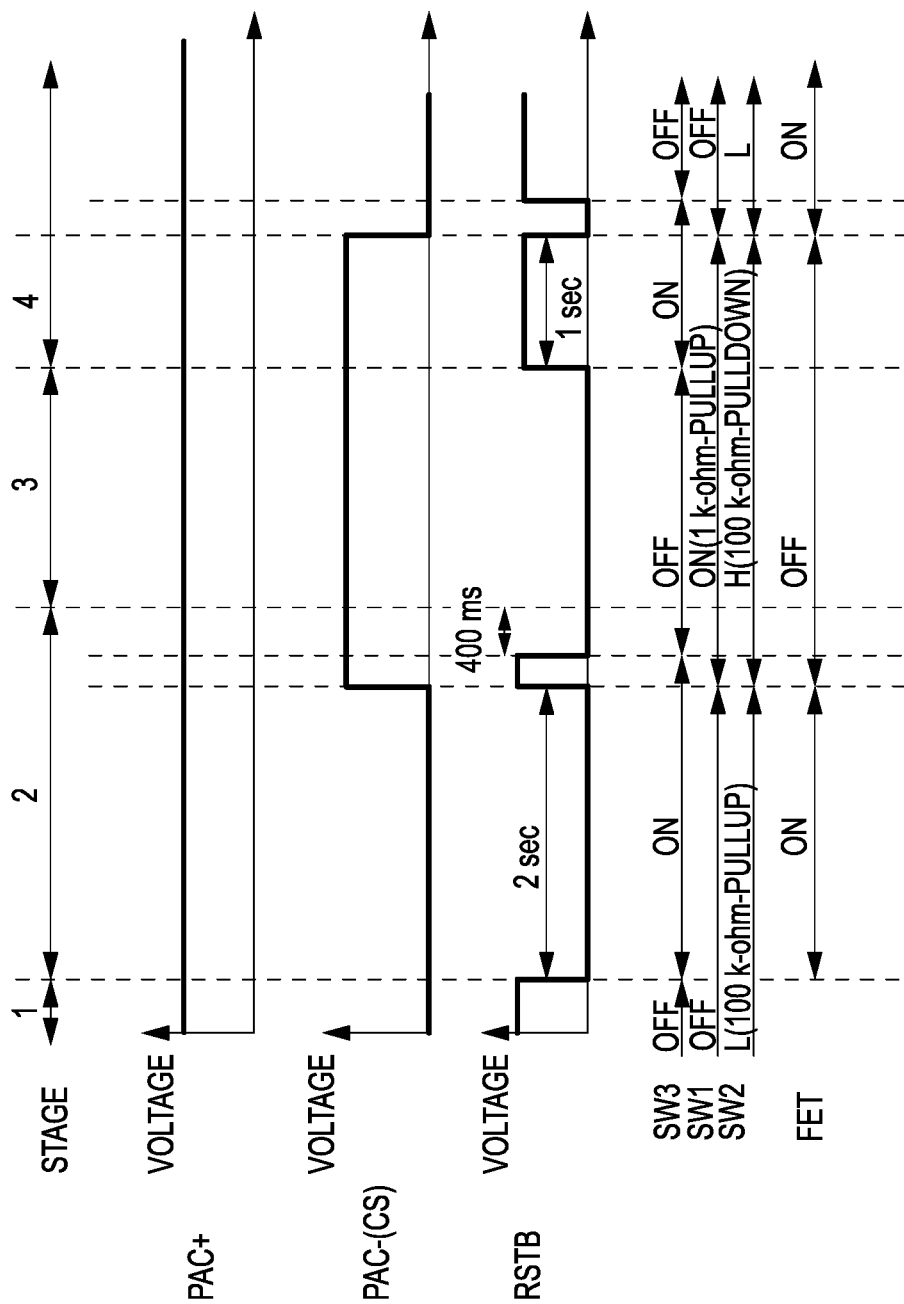 STAGE 1 2 3 4
PAC+ VOLTAGE
PAC-(CS) VOLTAGE
RSTB VOLTAGE
2 sec 400 ms 1 sec
SW3 OFF ON OFF ON OFF
SW1 OFF ON(1 k-ohm-PULLUP) OFF
SW2 L(100 k-ohm-PULLUP) H(100 k-ohm-PULLDOWN) L
FET ON OFF ON